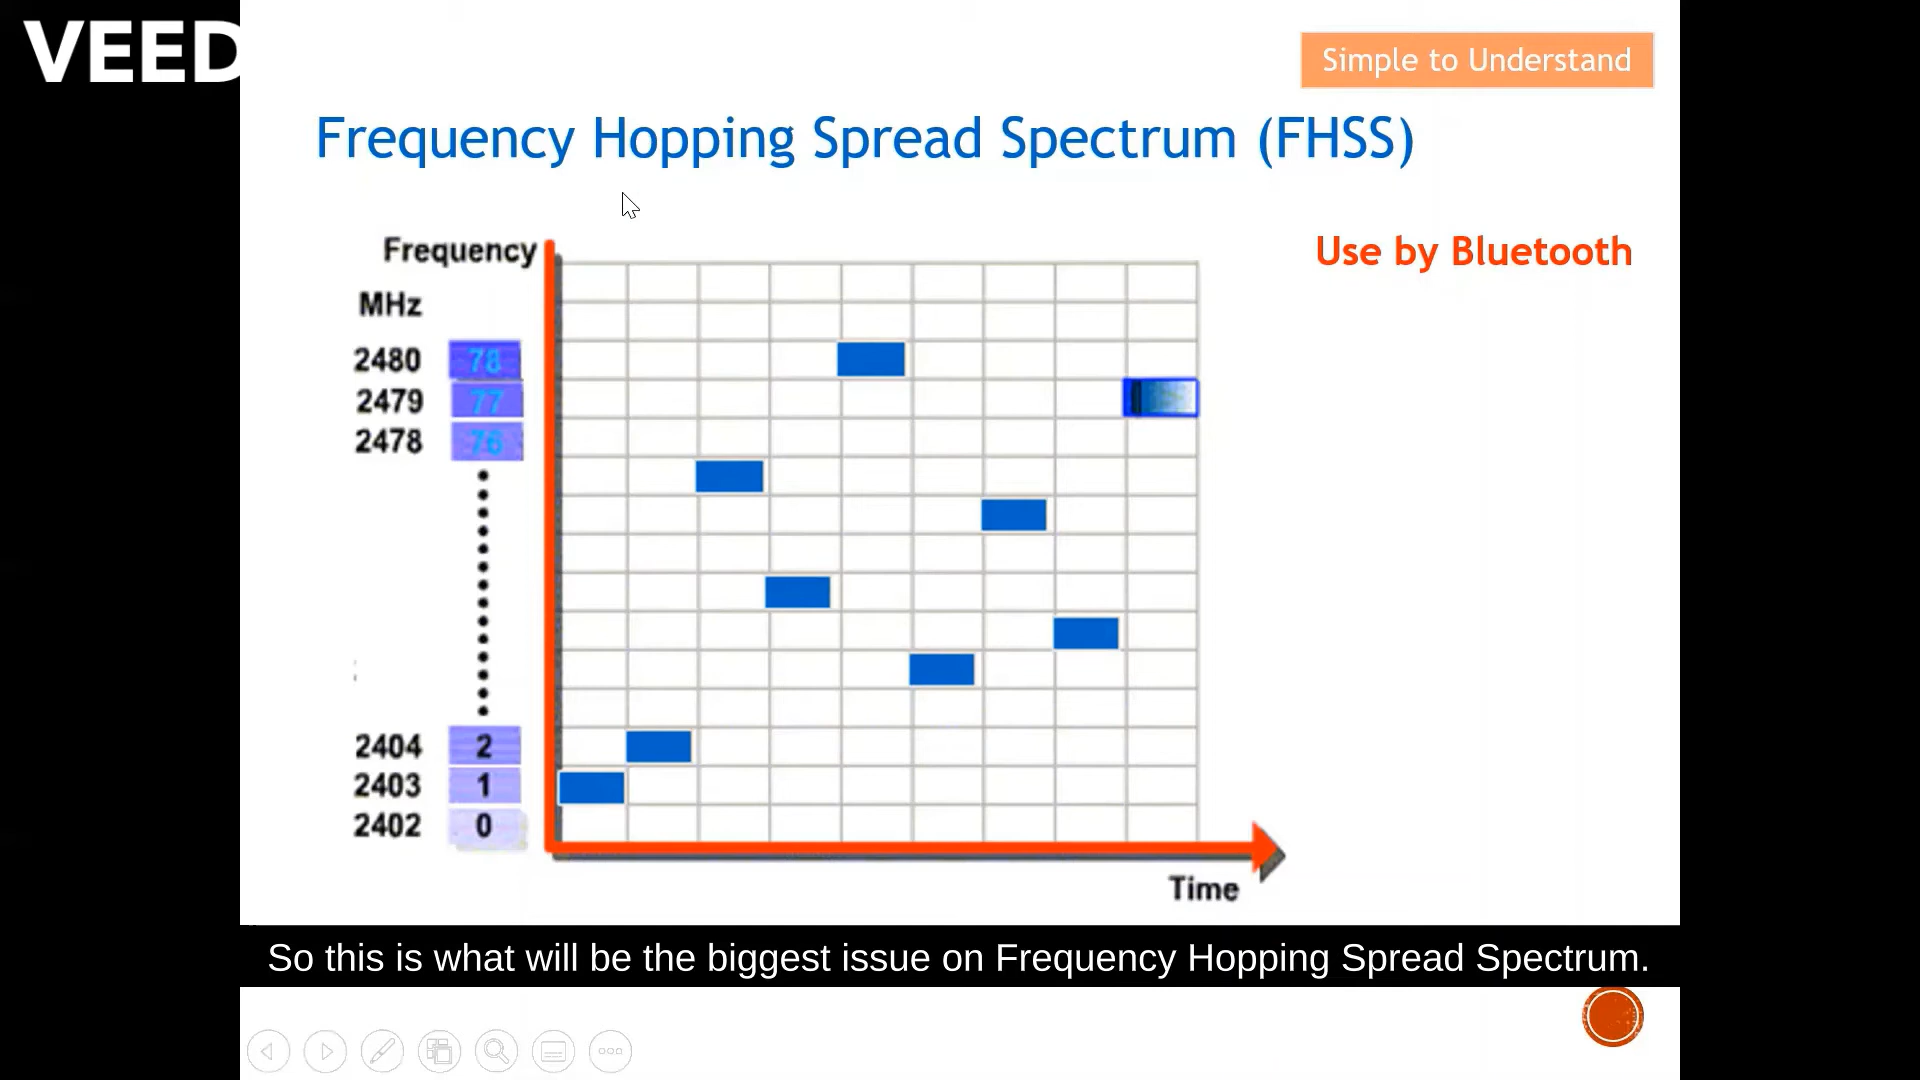 VEED
Simple to Understand
Frequency Hopping Spread Spectrum (FHSS)
Frequency
Use by Bluetooth
MHz
2480 78
2479 77
2478 76
2404 2
2403 1
2402 0
Time
So this is what will be the biggest issue on Frequency Hopping Spread Spectrum.